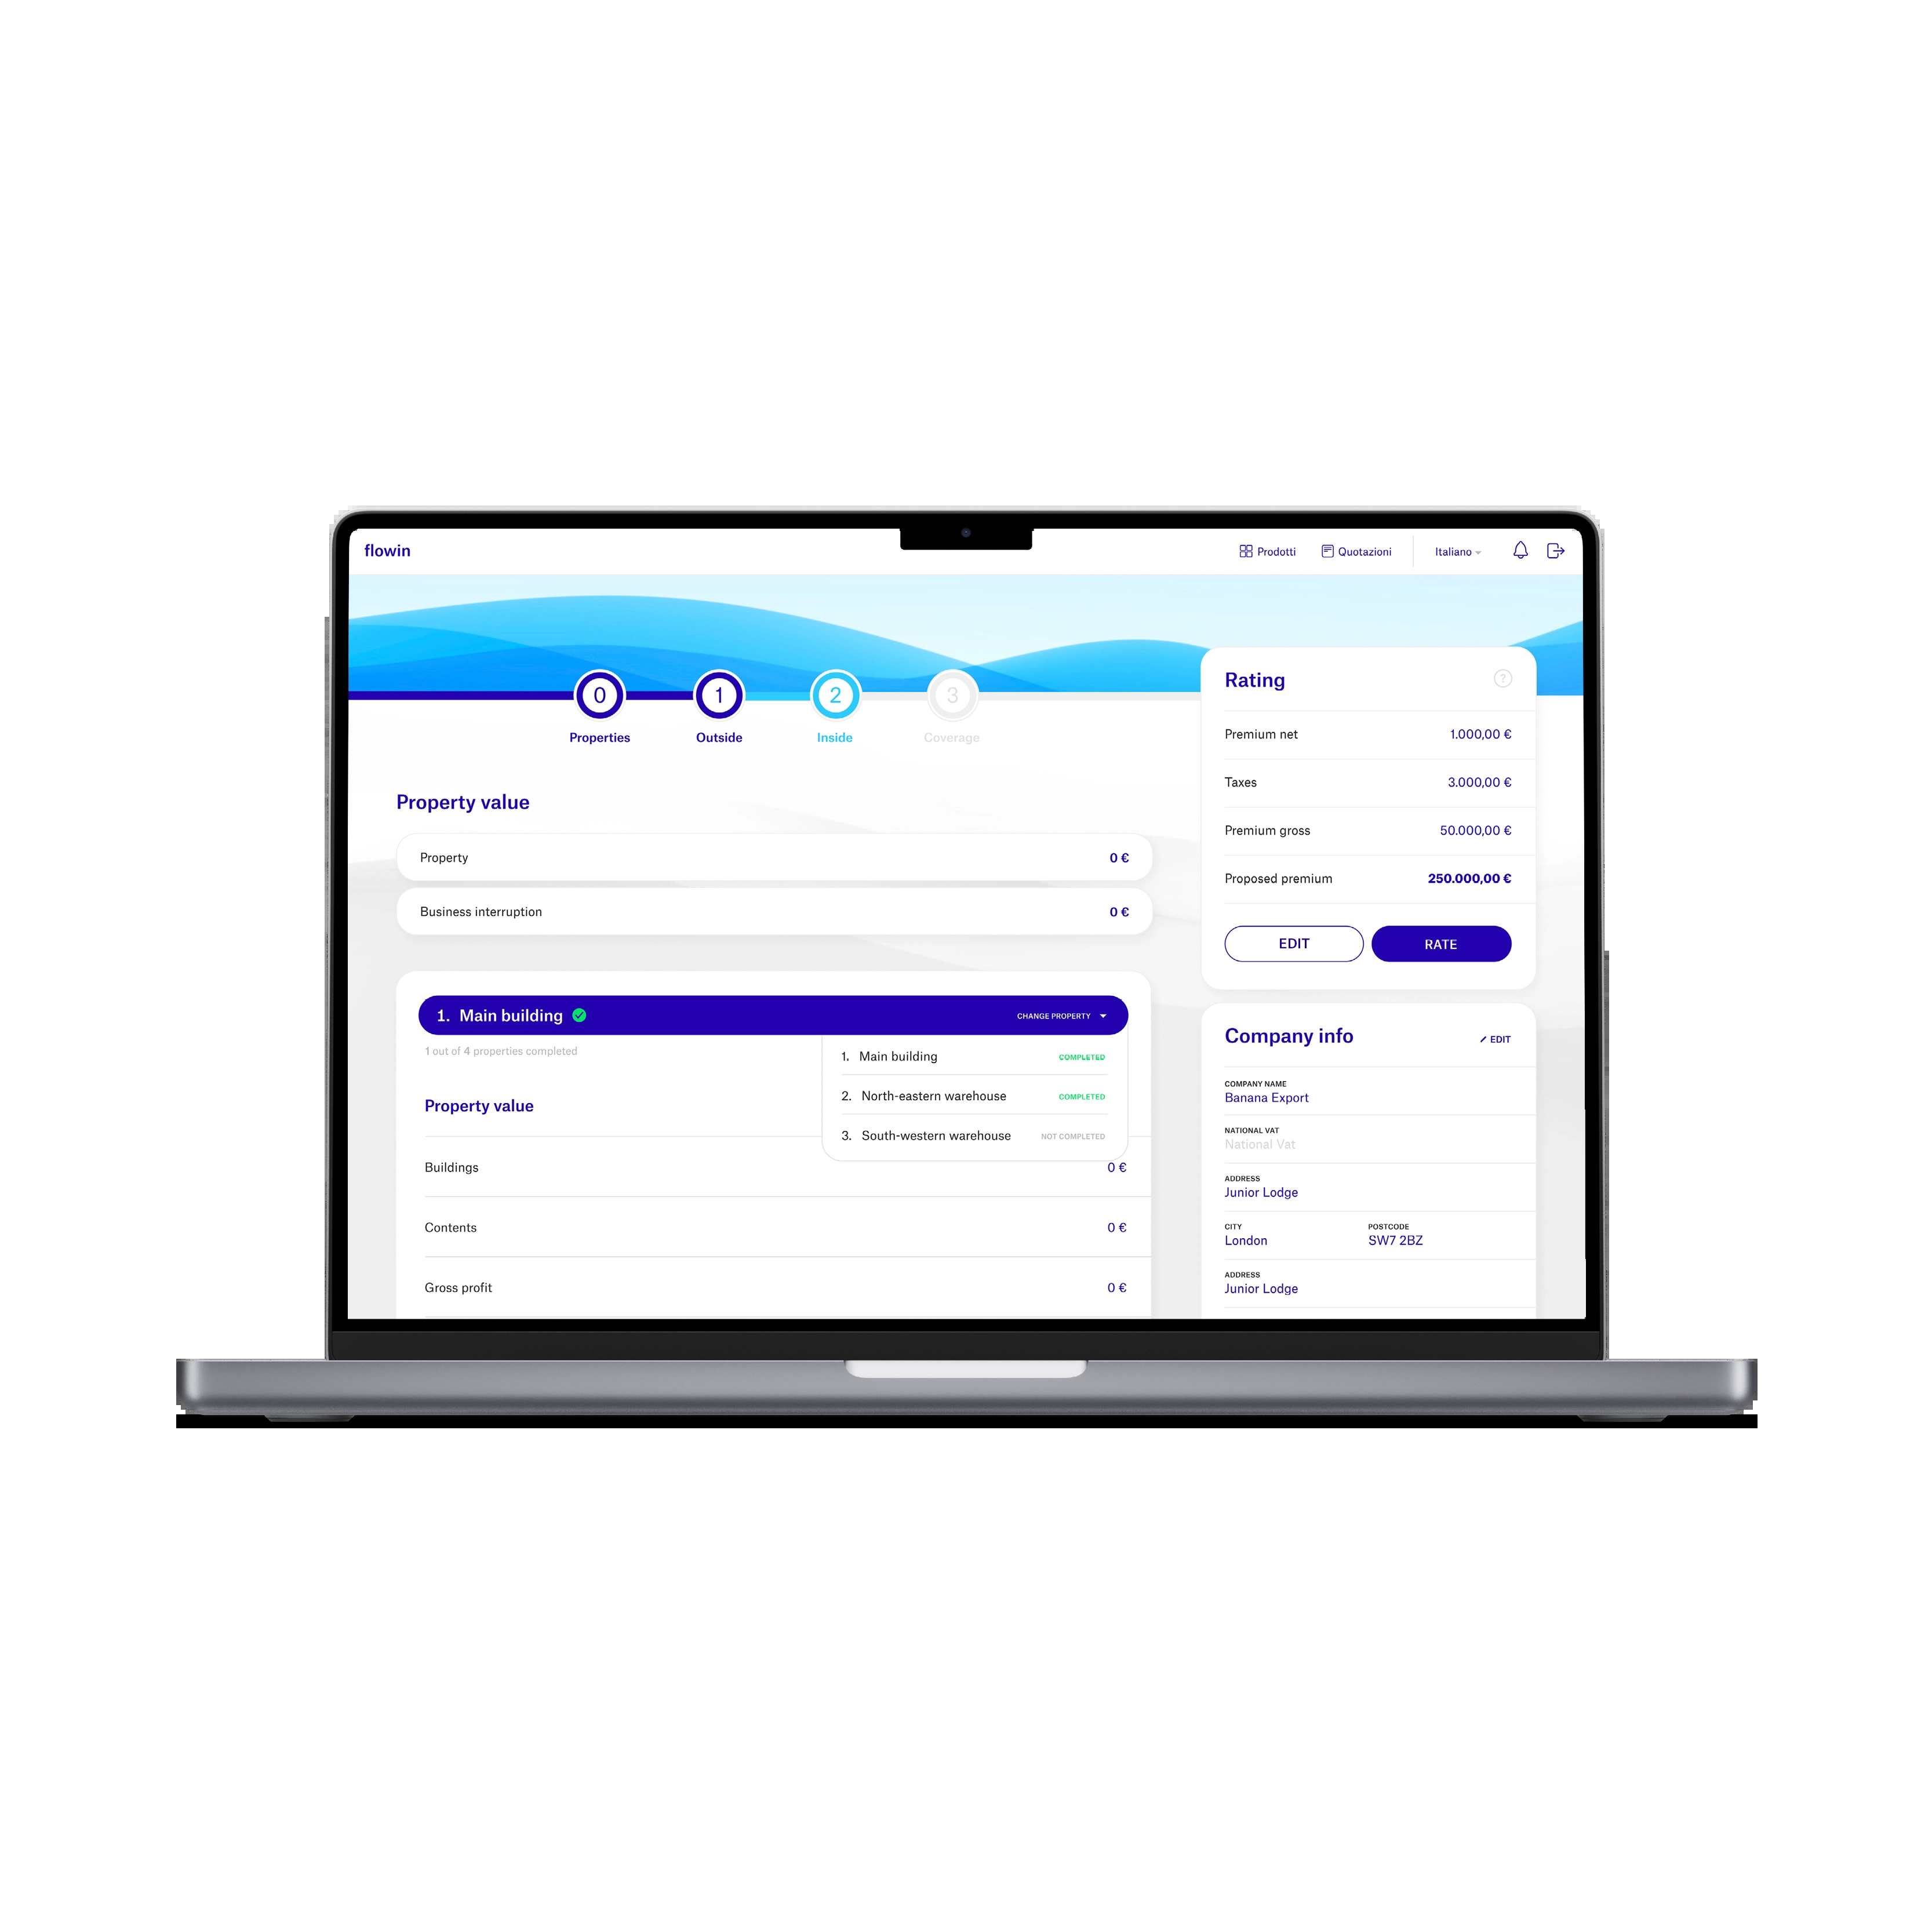 flowin
Prodotti
Quotazioni
Italiano
0
1
2
3
Properties
Outside
Inside
Coverage
Property value
Property
0 €
Business interruption
0 €
1. Main building
CHANGE PROPERTY
1 out of 4 properties completed
1. Main building
COMPLETED
2. North-eastern warehouse
COMPLETED
3. South-western warehouse
NOT COMPLETED
Property value
Buildings
0 €
Contents
0 €
Gross profit
0 €
Rating
?
Premium net
1.000,00 €
Taxes
3.000,00 €
Premium gross
50.000,00 €
Proposed premium
250.000,00 €
EDIT
RATE
Company info
EDIT
COMPANY NAME
Banana Export
NATIONAL VAT
National Vat
ADDRESS
Junior Lodge
CITY
London
POSTCODE
SW7 2BZ
ADDRESS
Junior Lodge